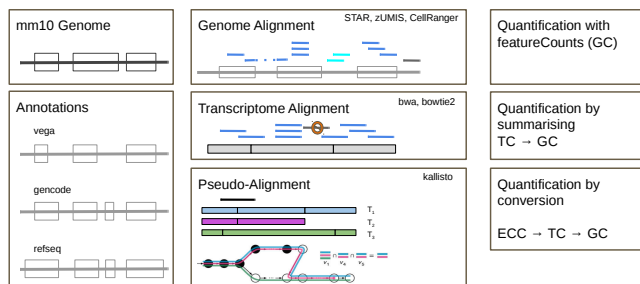 mm10 Genome
Genome Alignment
STAR, zUMIS, CellRanger
Quantification with
featureCounts (GC)
Annotations
vega
gencode
refseq
Transcriptome Alignment
bwa, bowtie2
Quantification by
summarising
TC → GC
Pseudo-Alignment
kallisto
T1
T2
T3
Quantification by
conversion
ECC → TC → GC